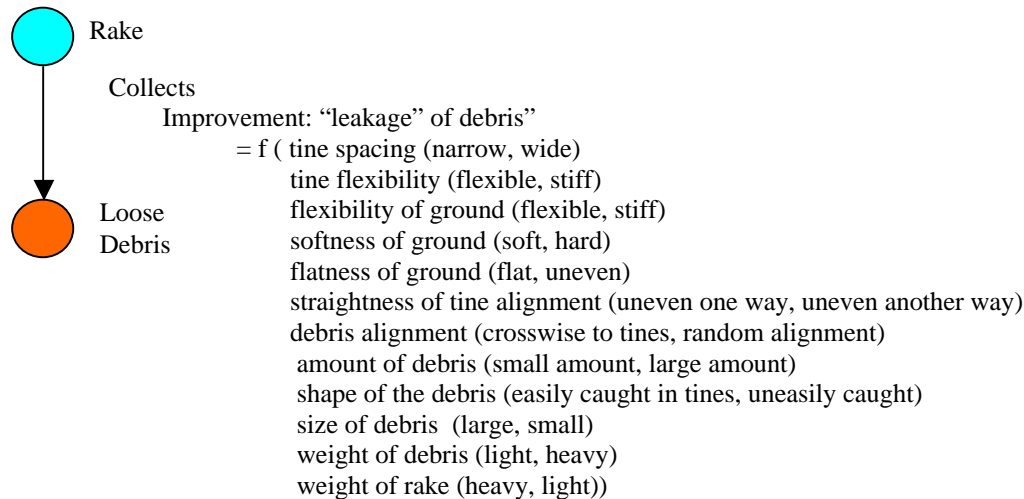 Rake
Collects
Improvement: “leakage” of debris”
= f ( tine spacing (narrow, wide)
tine flexibility (flexible, stiff)
flexibility of ground (flexible, stiff)
softness of ground (soft, hard)
flatness of ground (flat, uneven)
straightness of tine alignment (uneven one way, uneven another way)
debris alignment (crosswise to tines, random alignment)
amount of debris (small amount, large amount)
shape of the debris (easily caught in tines, uneasily caught)
size of debris (large, small)
weight of debris (light, heavy)
weight of rake (heavy, light))
Loose
Debris